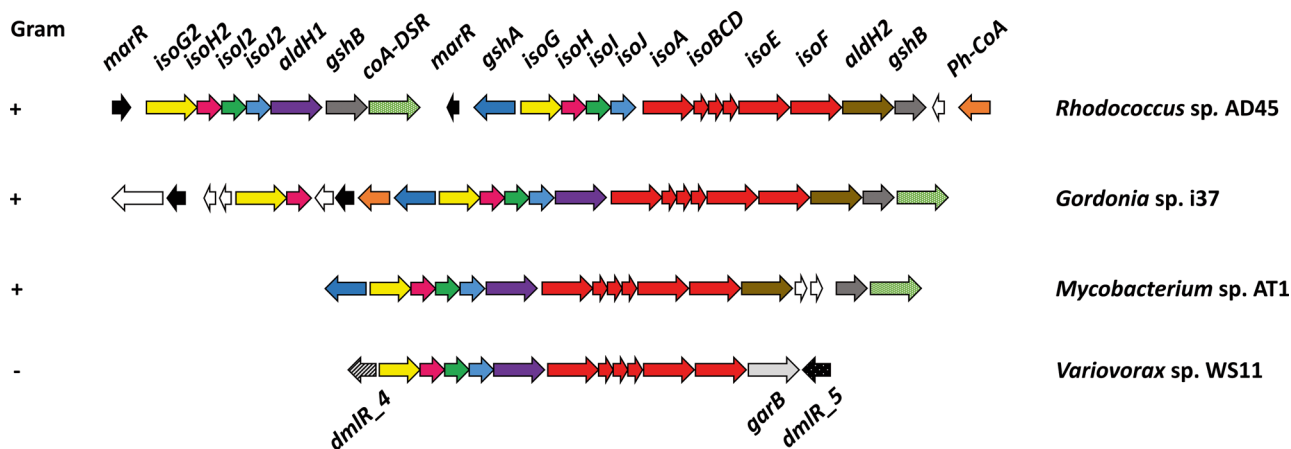 Gram
marR isoG2 isoH2 isoI2 isoJ2 aldH1 gshB coA-DSR marR gshA isoG isoH isoI isoJ isoA isoBCD isoE isoF aldH2 gshB Ph-CoA
+ Rhodococcus sp. AD45
+ Gordonia sp. i37
+ Mycobacterium sp. AT1
- Variovorax sp. WS11
dmlR_4 garB dmlR_5